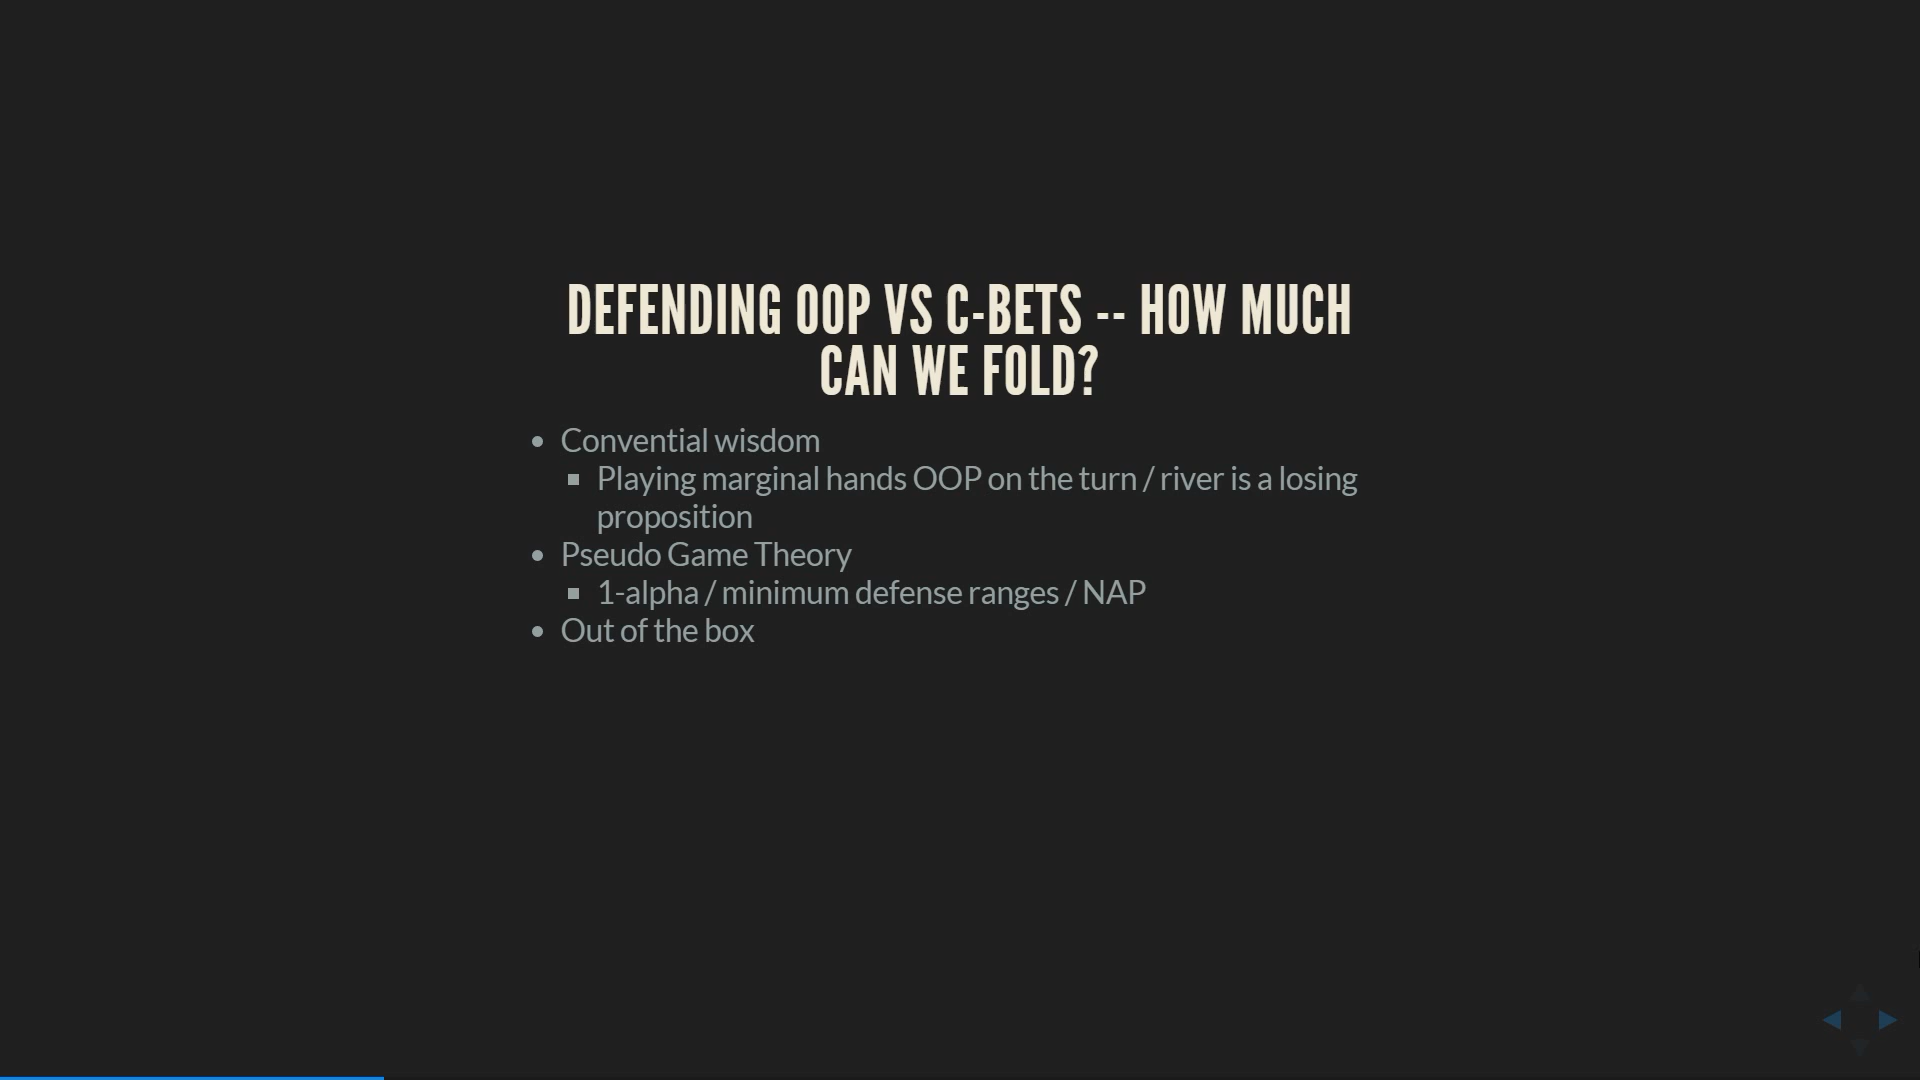 DEFENDING OOP VS C-BETS -- HOW MUCH
CAN WE FOLD?
Convential wisdom
Playing marginal hands OOP on the turn / river is a losing
proposition
Pseudo Game Theory
1-alpha / minimum defense ranges / NAP
Out of the box